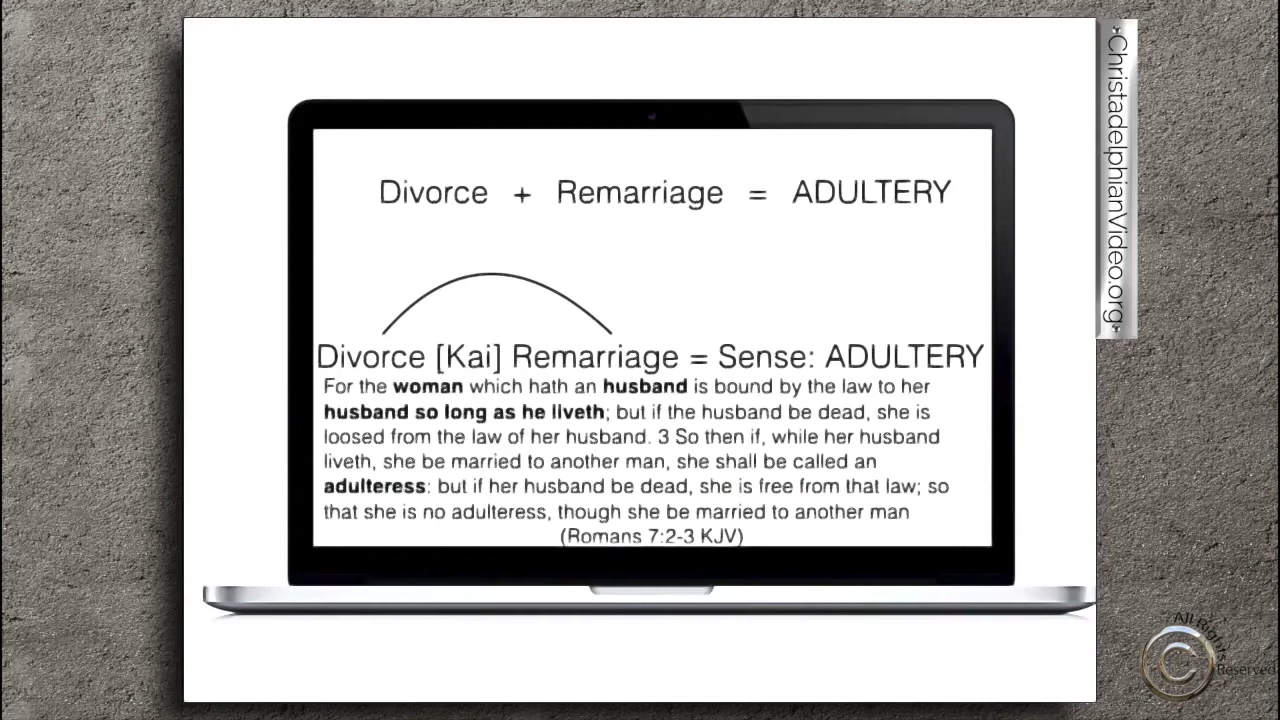 Divorce + Remarriage = ADULTERY
Divorce [Kai] Remarriage = Sense: ADULTERY
For the woman which hath an husband is bound by the law to her
husband so long as he liveth; but if the husband be dead, she is
loosed from the law of her husband. 3 So then if, while her husband
liveth, she be married to another man, she shall be called an
adulteress: but if her husband be dead, she is free from that law; so
that she is no adulteress, though she be married to another man
(Romans 7:2-3 KJV)
ChristadelphianVideo.org
All Rights
Reserved
C